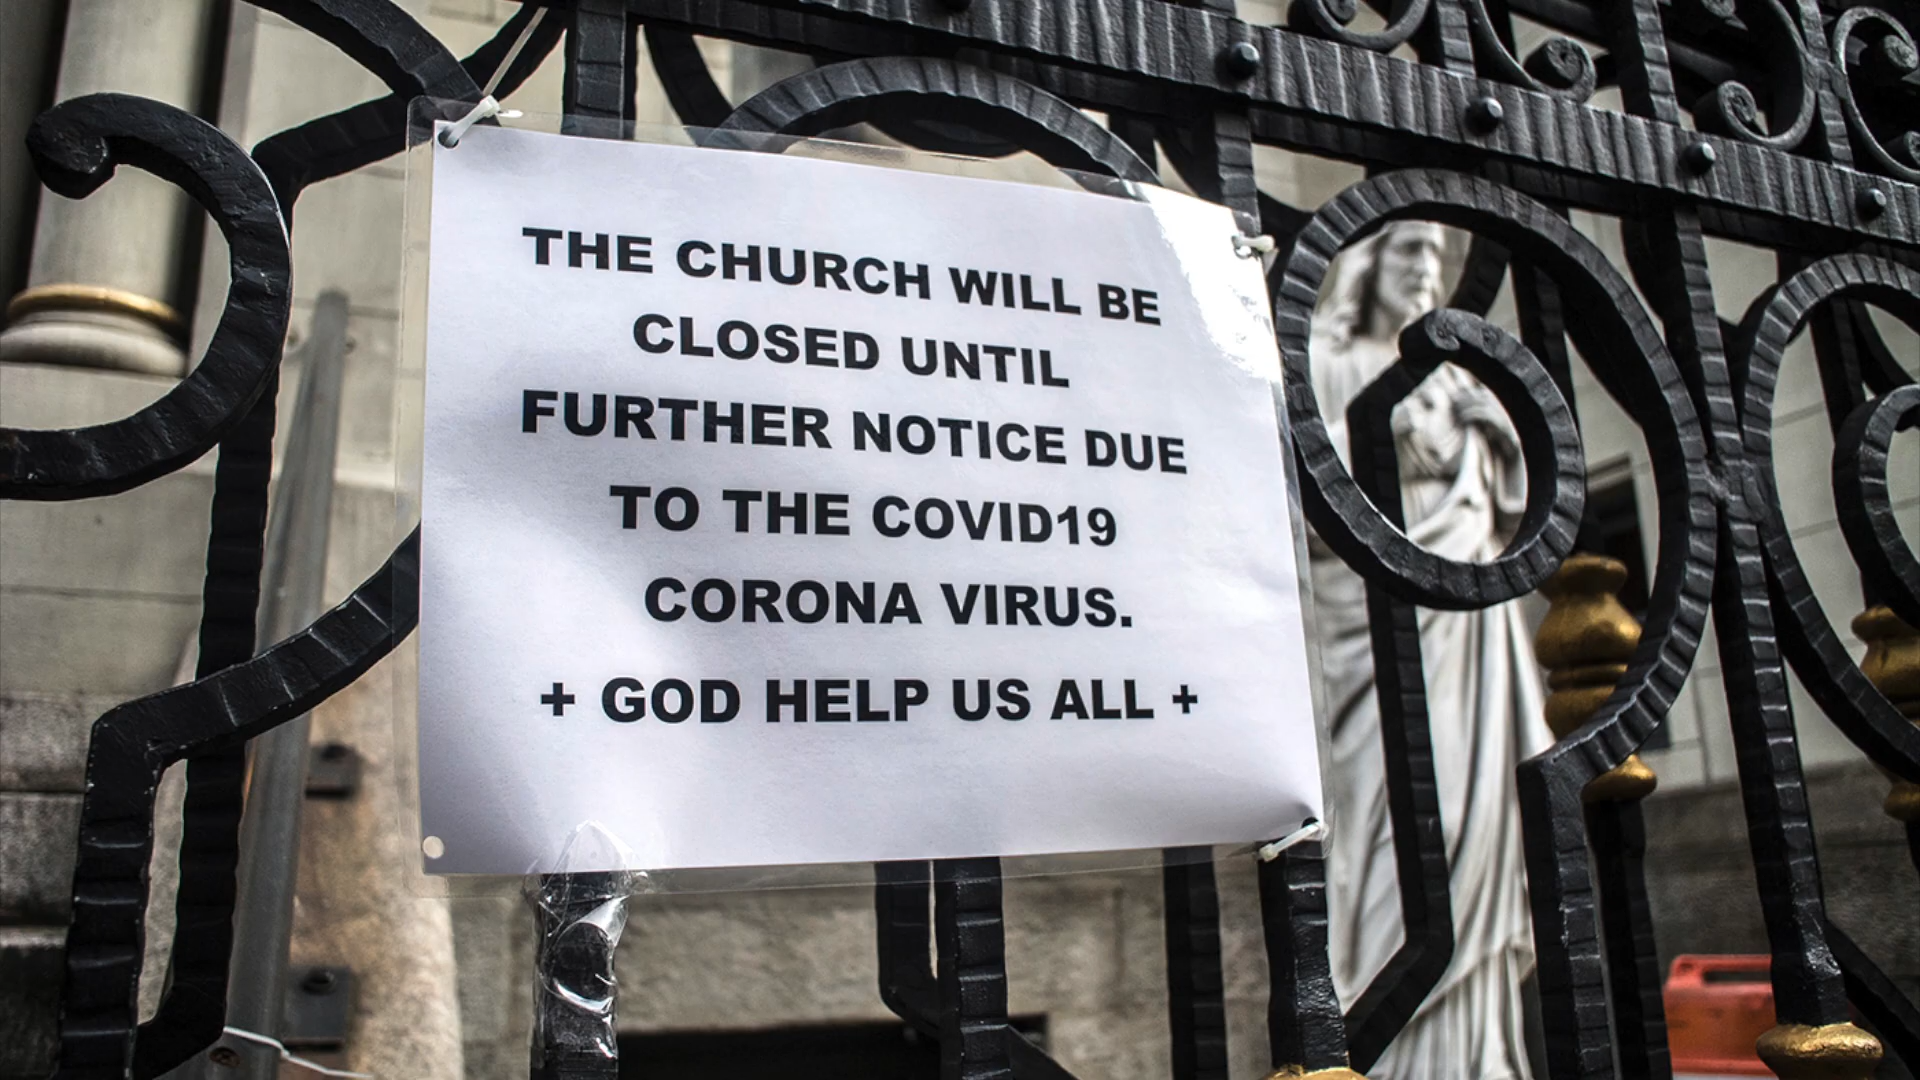 THE CHURCH WILL BE
CLOSED UNTIL
FURTHER NOTICE DUE
TO THE COVID19
CORONA VIRUS.
+ GOD HELP US ALL +